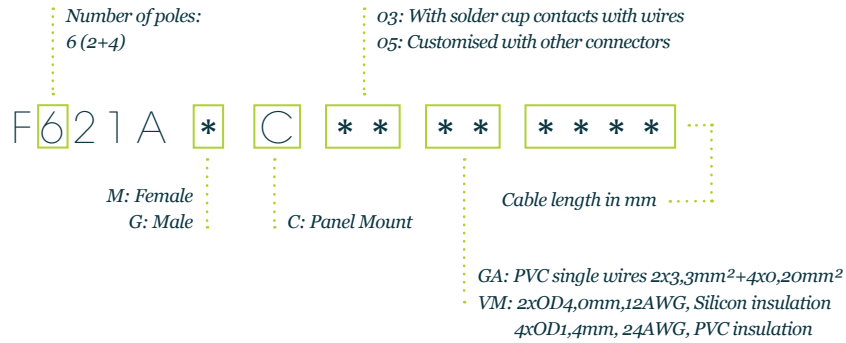 Number of poles:
6 (2+4)
03: With solder cup contacts with wires
05: Customised with other connectors
F621A * C ** ** ****
M: Female
G: Male
C: Panel Mount
Cable length in mm
GA: PVC single wires 2x3,3mm²+4x0,20mm²
VM: 2xOD4,0mm,12AWG, Silicon insulation
4xOD1,4mm, 24AWG, PVC insulation